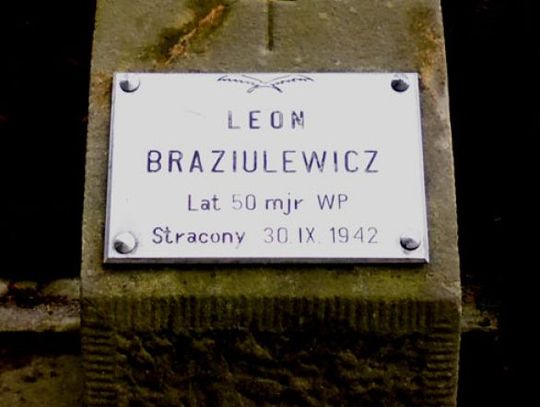 LEON
BRAZIULEWICZ
Lat 50 mjr WP
Stracony 30.IX.1942